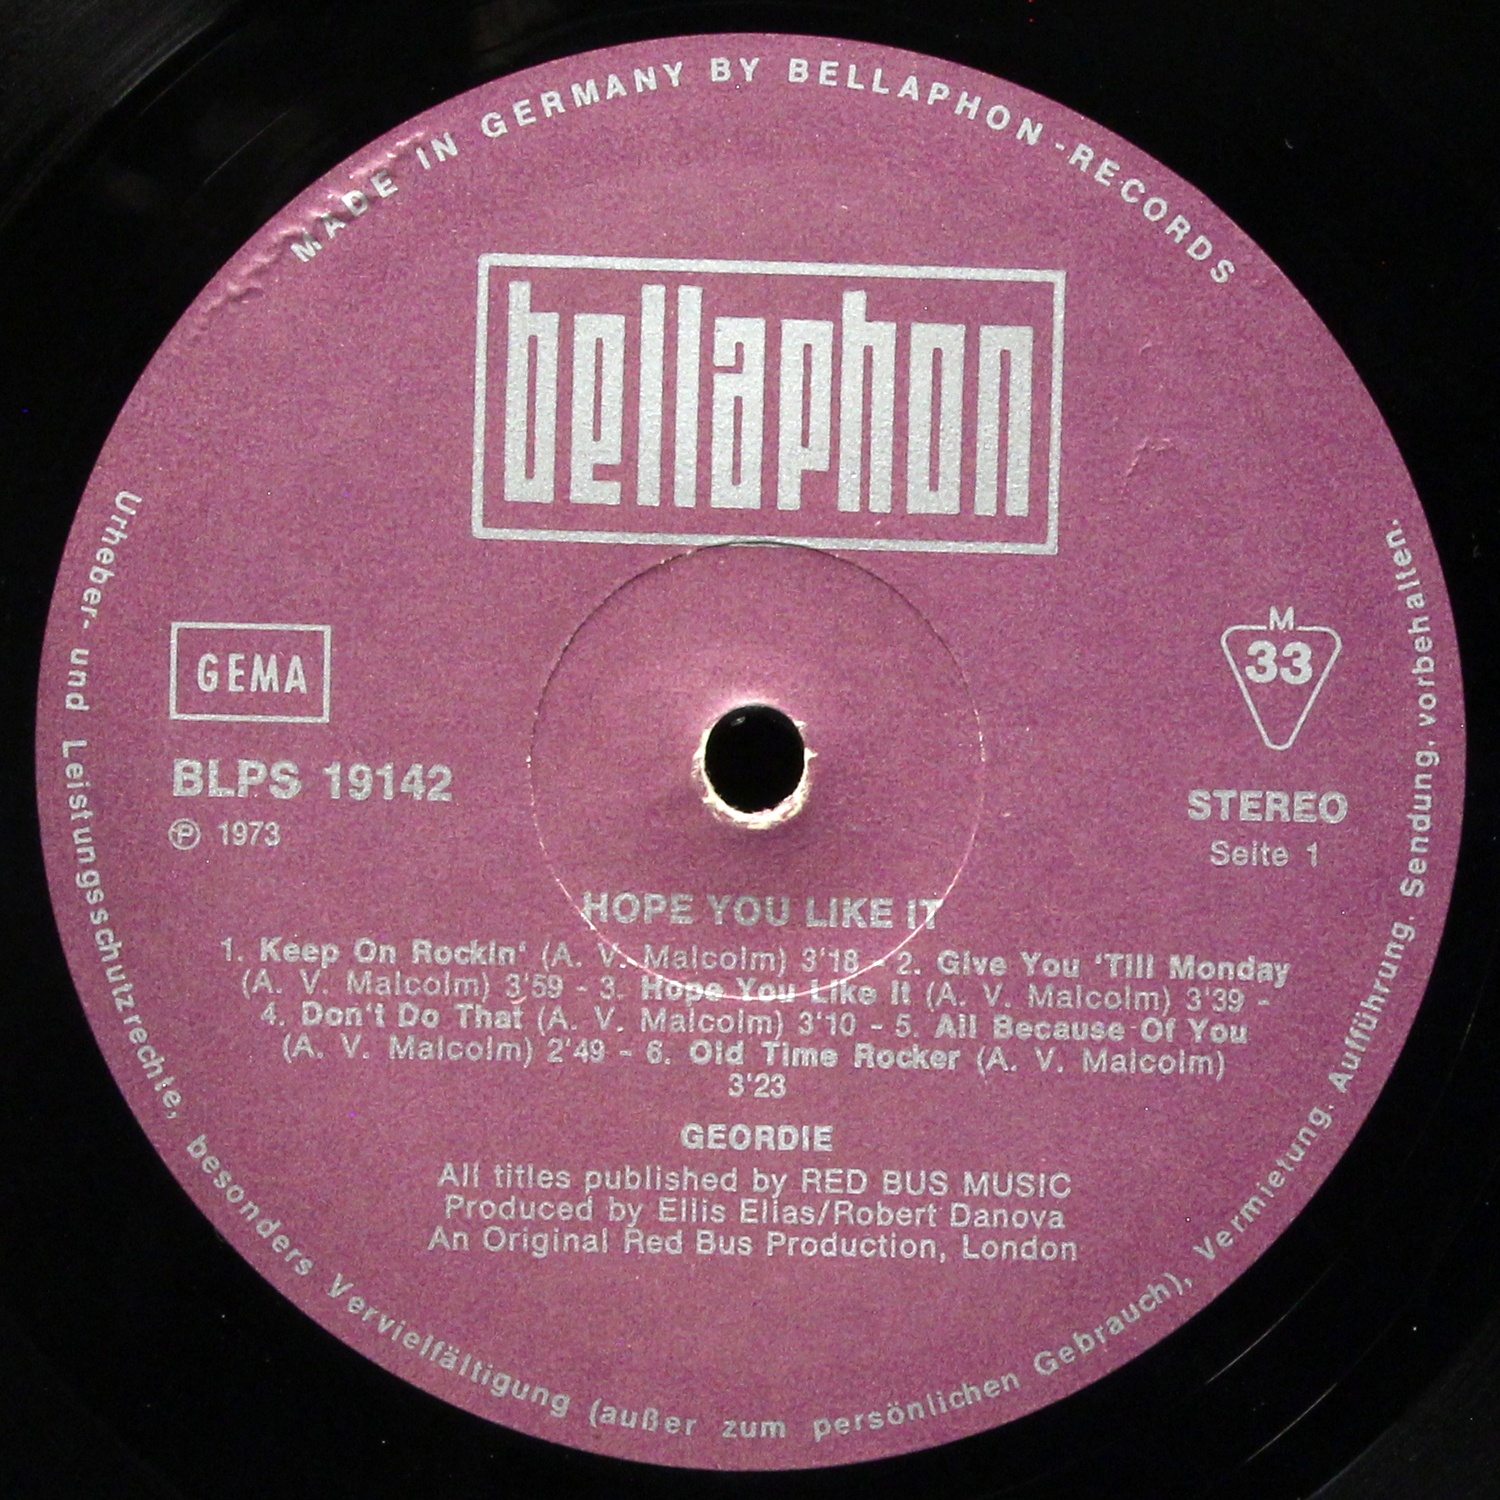 MADE IN GERMANY BY BELLAPHON-RECORDS
bellaphon
GEMA
M
33
BLPS 19142
STEREO
℗ 1973
Seite 1
HOPE YOU LIKE IT
1. Keep On Rockin' (A. V. Malcolm) 3'18 - 2. Give You 'Till Monday
(A. V. Malcolm) 3'59 - 3. Hope You Like It (A. V. Malcolm) 3'39 -
4. Don't Do That (A. V. Malcolm) 3'10 - 5. All Because Of You
(A. V. Malcolm) 2'49 - 6. Old Time Rocker (A. V. Malcolm)
3'23
GEORDIE
All titles published by RED BUS MUSIC
Produced by Ellis Elias/Robert Danova
An Original Red Bus Production, London
Urheber- und Leistungsschutzrechte, besonders Vervielfältigung (außer zum persönlichen Gebrauch), Vermietung. Aufführung. Sendung, vorbehalten.